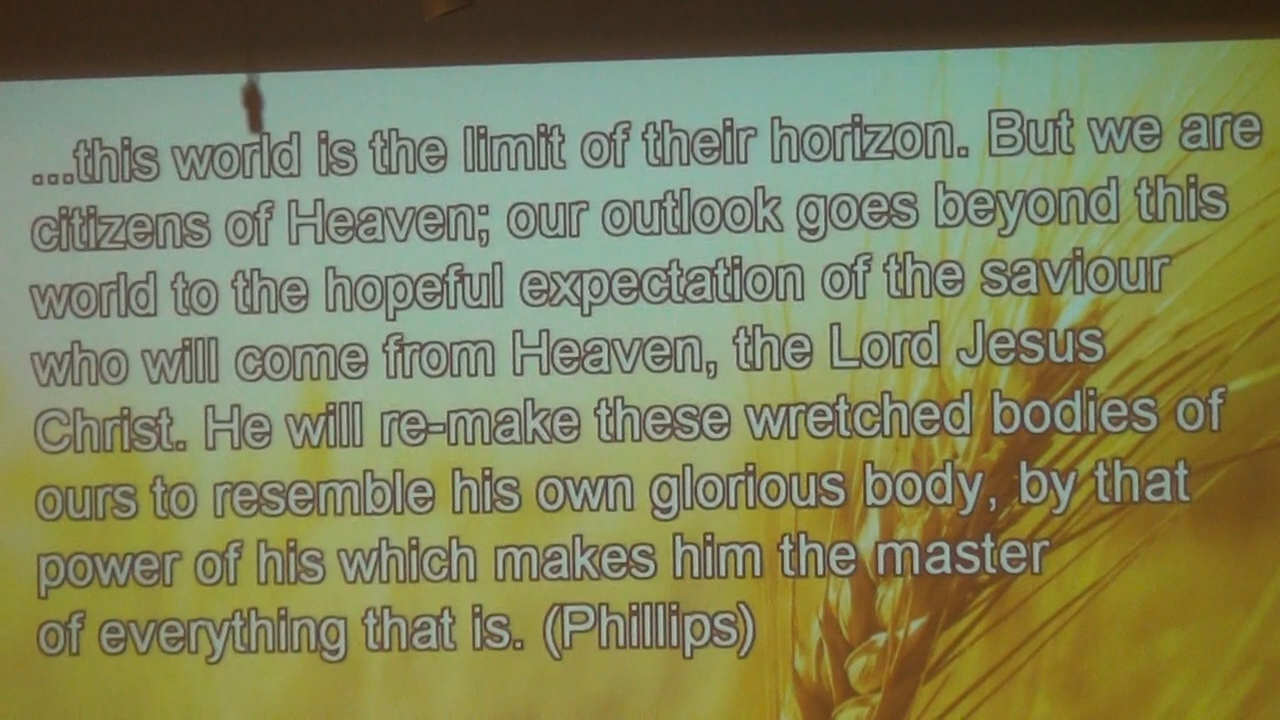 ...this world is the limit of their horizon. But we are
citizens of Heaven; our outlook goes beyond this
world to the hopeful expectation of the saviour
who will come from Heaven, the Lord Jesus
Christ. He will re-make these wretched bodies of
ours to resemble his own glorious body, by that
power of his which makes him the master
of everything that is. (Phillips)